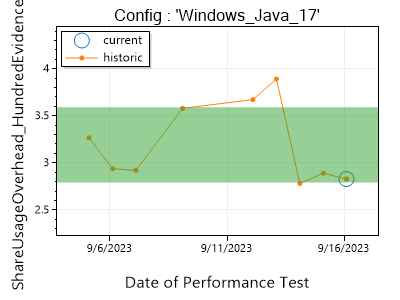 Config : 'Windows_Java_17'
current
historic
ShareUsageOverhead_HundredEvidence
4
3.5
3
2.5
9/6/2023
9/11/2023
9/16/2023
Date of Performance Test